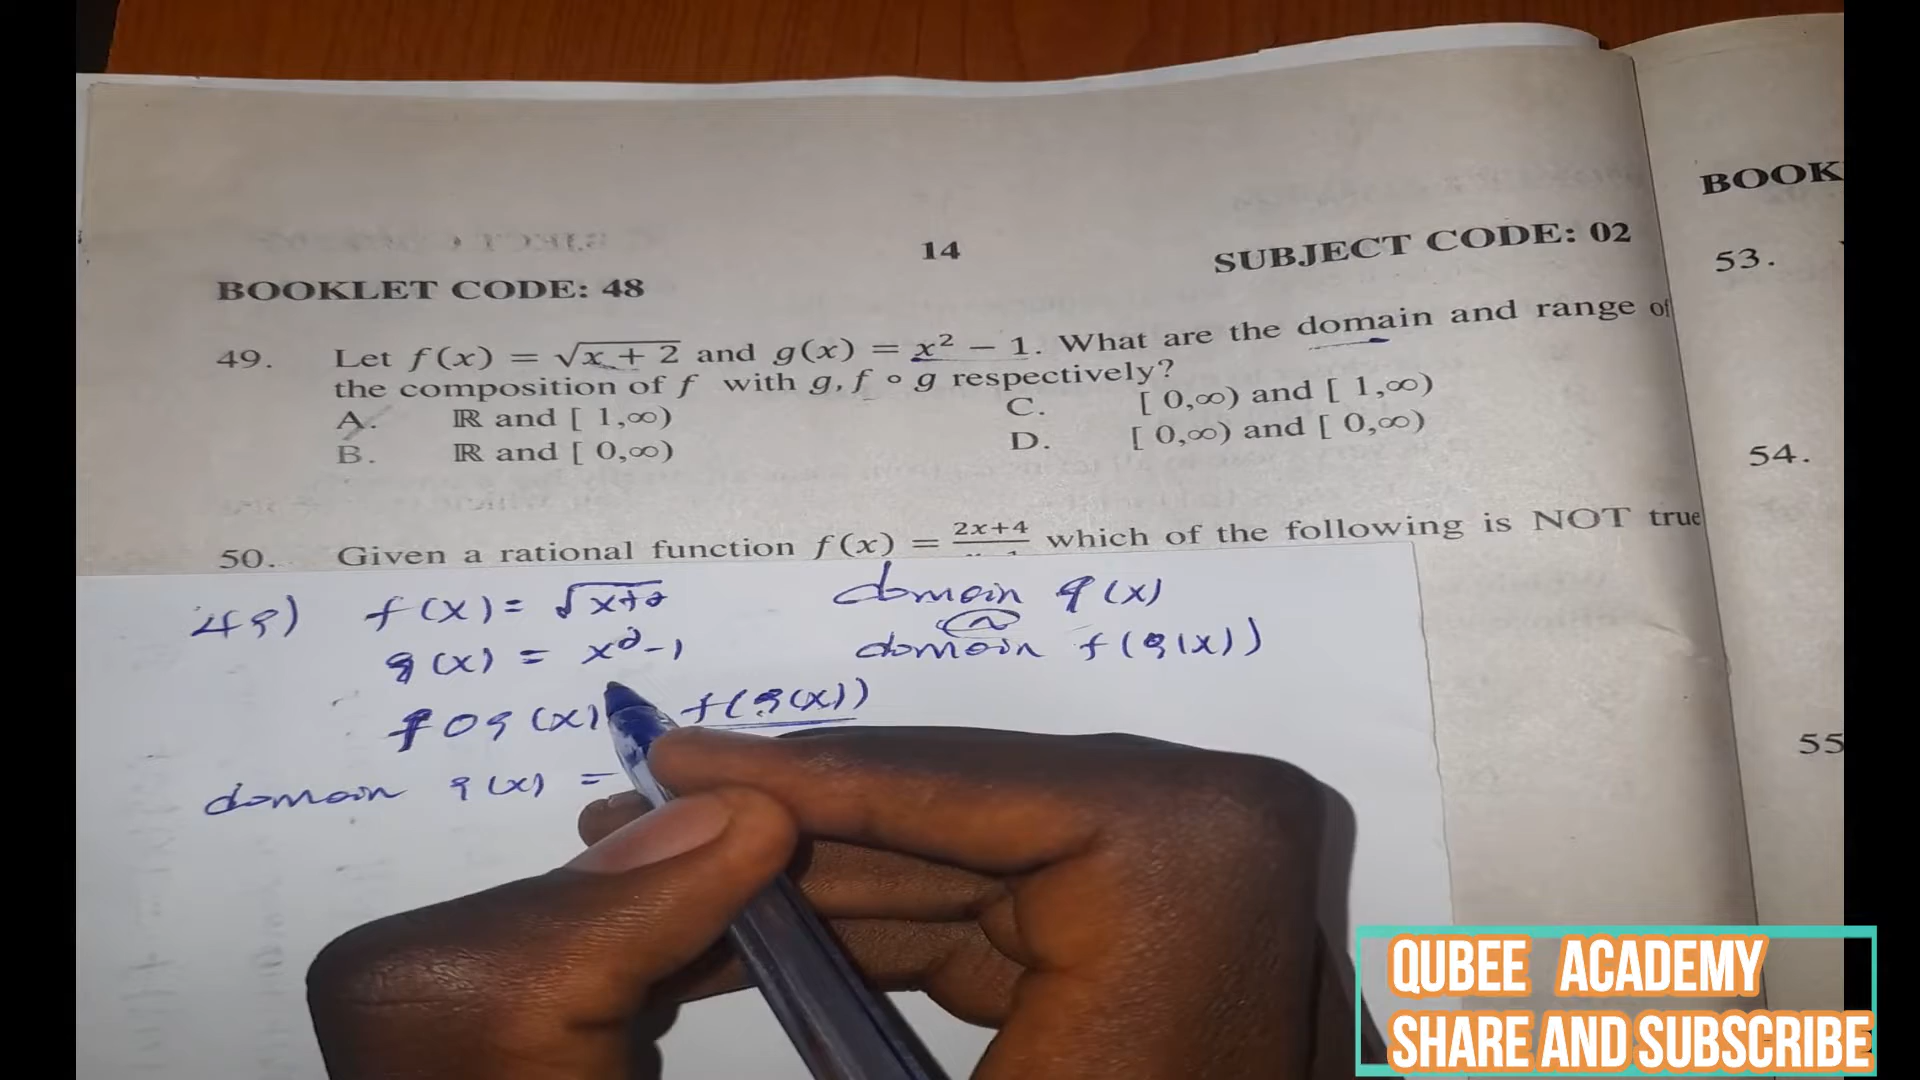 BOOK
14
SUBJECT CODE: 02
BOOKLET CODE: 48
49. Let f(x) = √x + 2 and g(x) = x² − 1. What are the domain and range of
the composition of f with g, f ∘ g respectively?
A. ℝ and [ 1,∞)
B. ℝ and [ 0,∞)
C. [ 0,∞) and [ 1,∞)
D. [ 0,∞) and [ 0,∞)
50. Given a rational function f(x) = 2x+4 which of the following is NOT true
53.
54.
55
49) f(x) = √x+2
g(x) = x²-1
fog(x) f(g(x))
domain g(x) =
domain g(x)
∩
domain f(g(x))
QUBEE ACADEMY
SHARE AND SUBSCRIBE